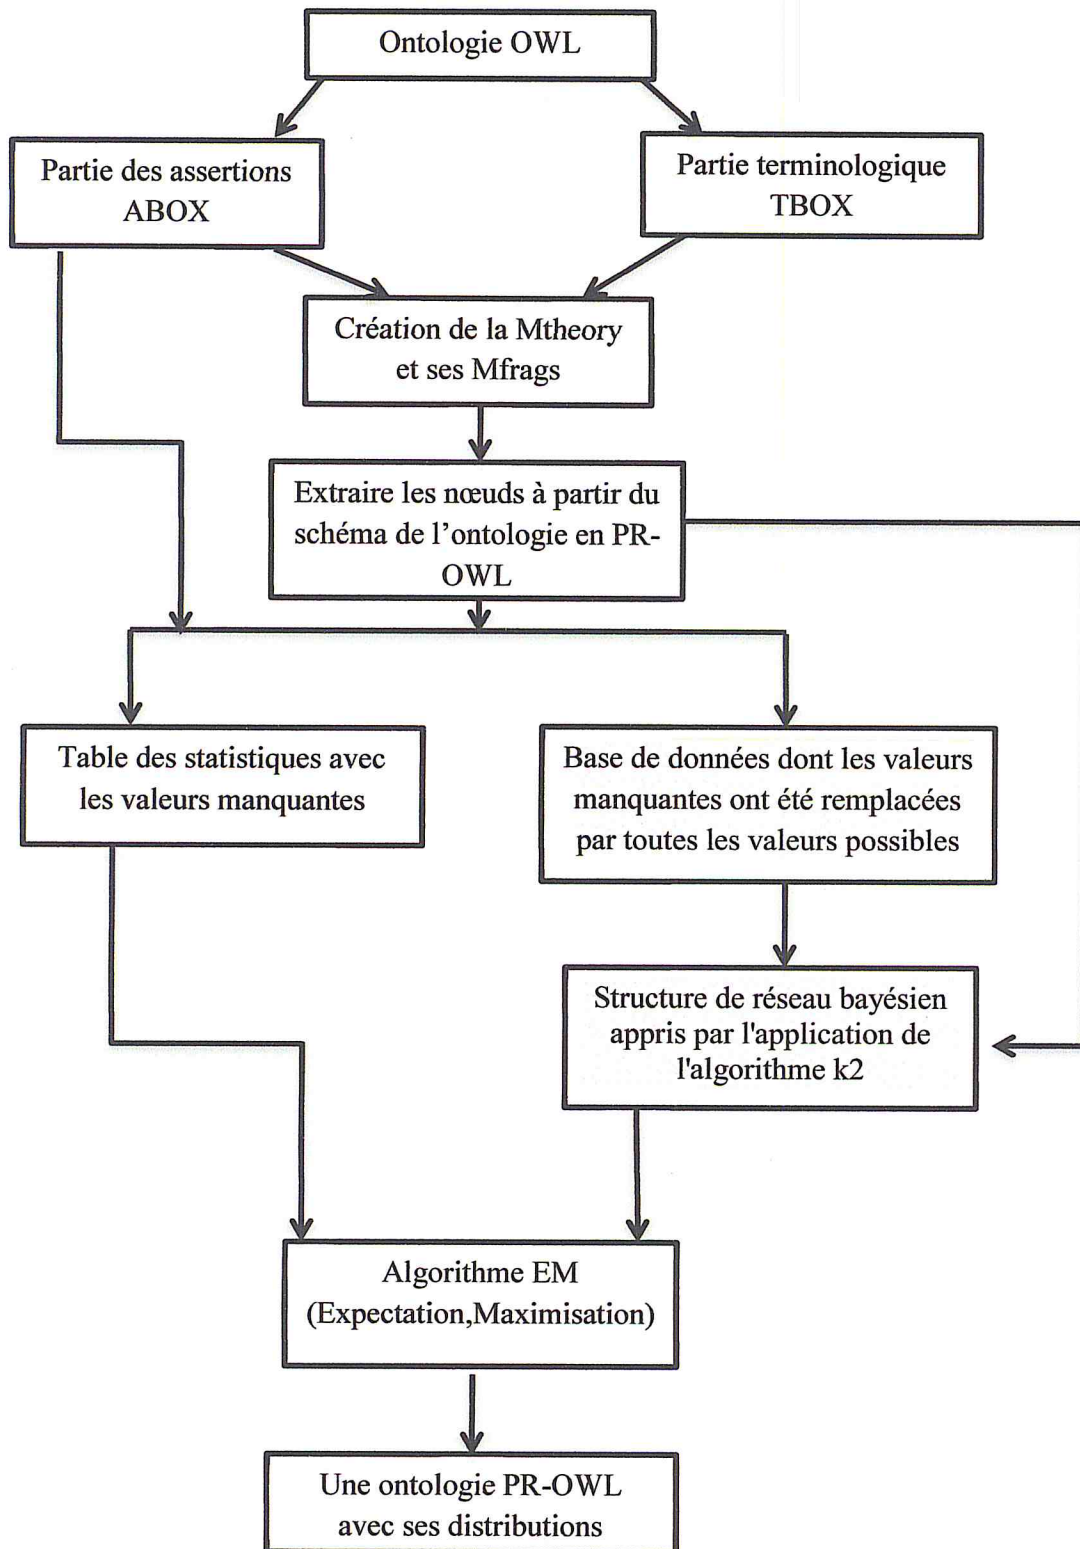 Ontologie OWL
Partie des assertions
ABOX
Partie terminologique
TBOX
Création de la Mtheory
et ses Mfrags
Extraire les nœuds à partir du
schéma de l’ontologie en PR-
OWL
Table des statistiques avec
les valeurs manquantes
Base de données dont les valeurs
manquantes ont été remplacées
par toutes les valeurs possibles
Structure de réseau bayésien
appris par l'application de
l'algorithme k2
Algorithme EM
(Expectation,Maximisation)
Une ontologie PR-OWL
avec ses distributions